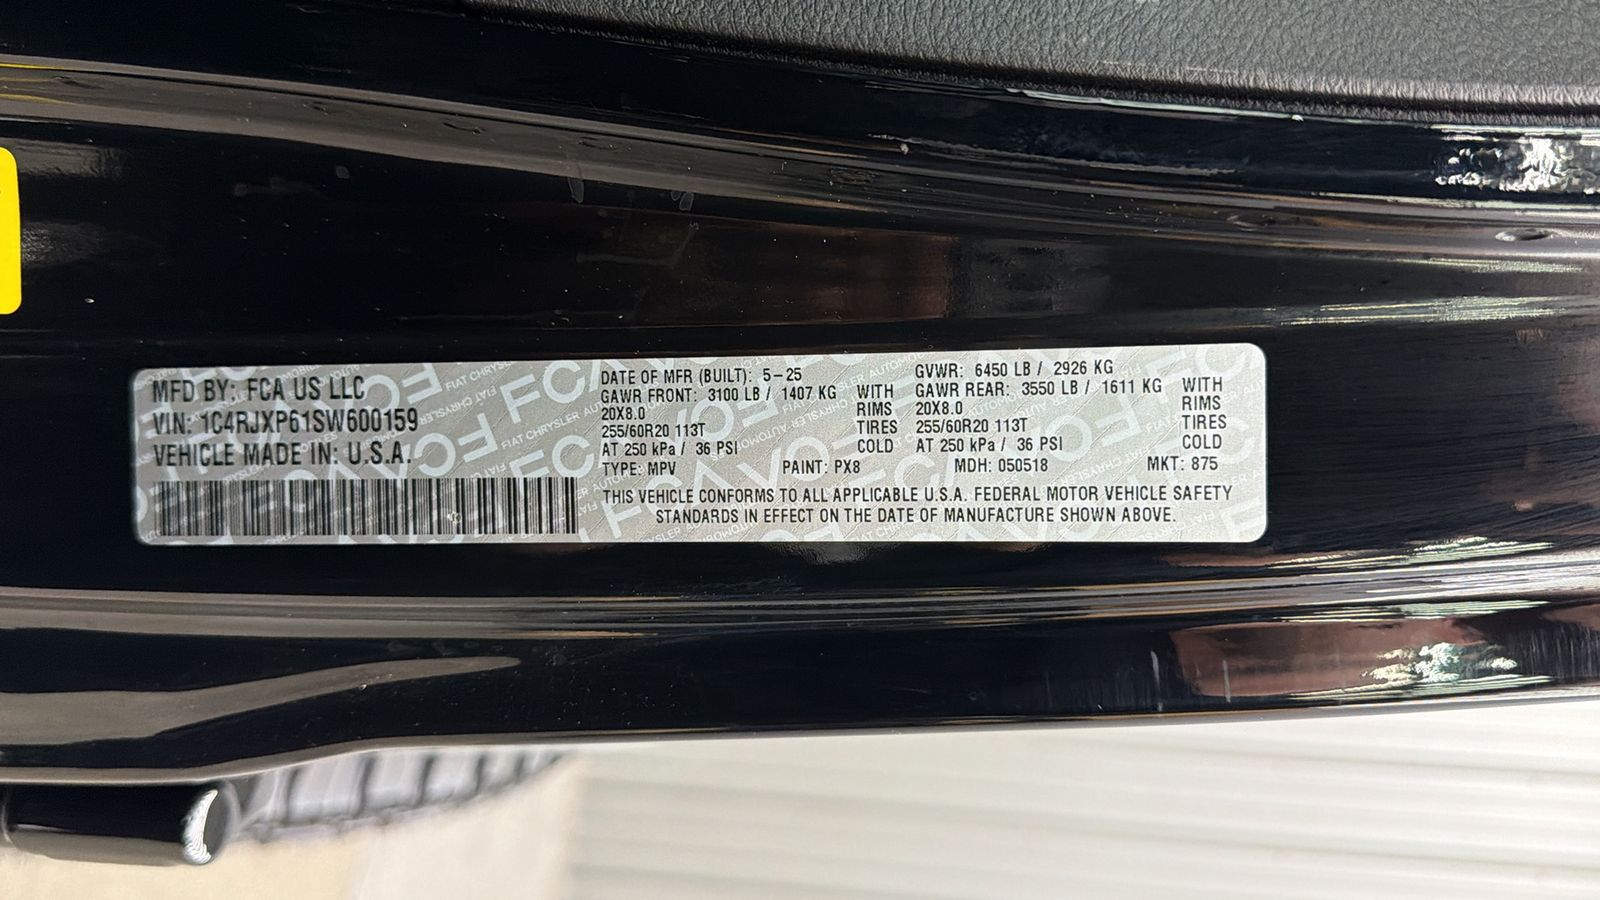 MFD BY: FCA US LLC
VIN: 1C4RJXP61SW600159
VEHICLE MADE IN: U.S.A.
DATE OF MFR (BUILT): 5-25
GAWR FRONT: 3100 LB / 1407 KG WITH
20X8.0 RIMS
255/60R20 113T TIRES
AT 250 kPa / 36 PSI COLD
GVWR: 6450 LB / 2926 KG
GAWR REAR: 3550 LB / 1611 KG WITH
20X8.0 RIMS
255/60R20 113T TIRES
AT 250 kPa / 36 PSI COLD
TYPE: MPV PAINT: PX8 MDH: 050518 MKT: 875
THIS VEHICLE CONFORMS TO ALL APPLICABLE U.S.A. FEDERAL MOTOR VEHICLE SAFETY
STANDARDS IN EFFECT ON THE DATE OF MANUFACTURE SHOWN ABOVE.